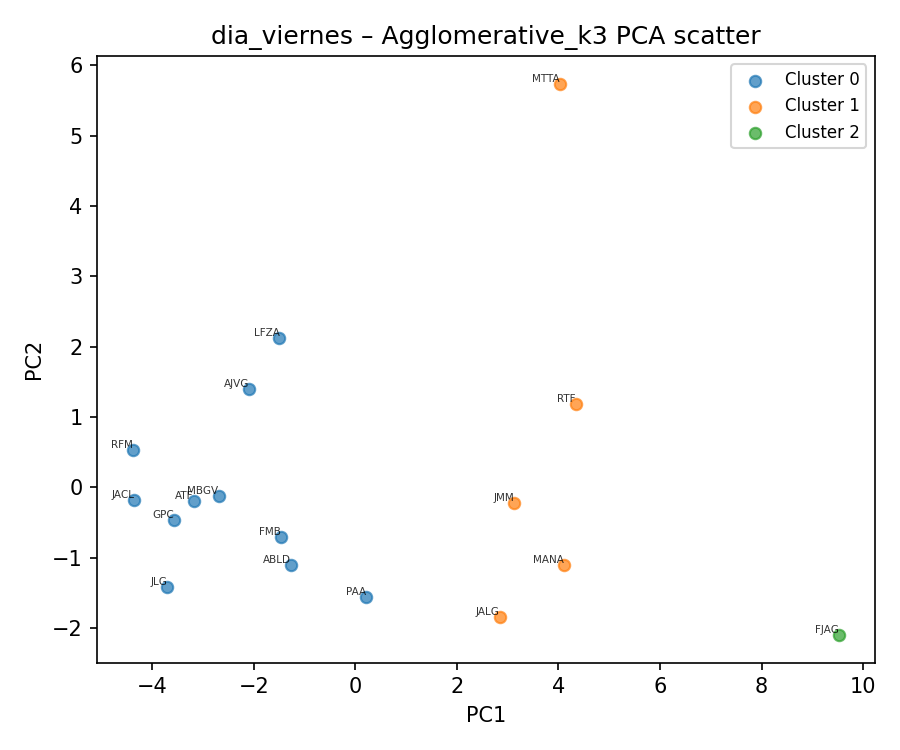 dia_viernes – Agglomerative_k3 PCA scatter
Cluster 0
Cluster 1
Cluster 2
PC2
6
5
4
3
2
1
0
−1
−2
MTTA
LFZA
AJVG
RTF
RFM
JACL
MBGV
JMM
GPC
FMB
ABLD
MANA
JLG
PAA
JALG
FJAG
−4
−2
0
2
4
6
8
10
PC1